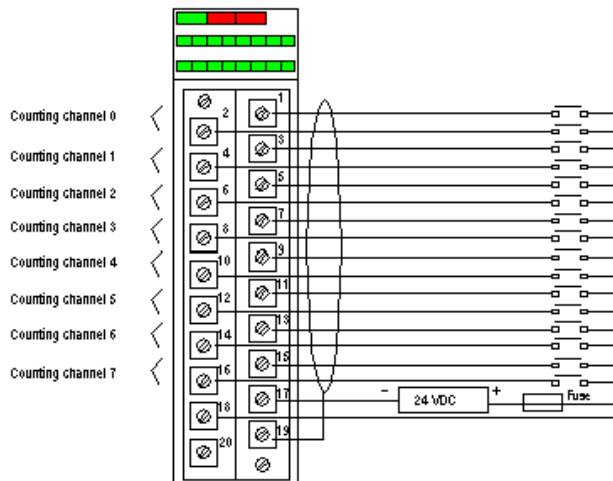 1
Counting channel 0
2
3
Counting channel 1
4
5
Counting channel 2
6
7
Counting channel 3
8
9
Counting channel 4
10
11
Counting channel 5
12
13
Counting channel 6
14
15
Counting channel 7
16
17
- 24 VDC + Fuse
18
19
20